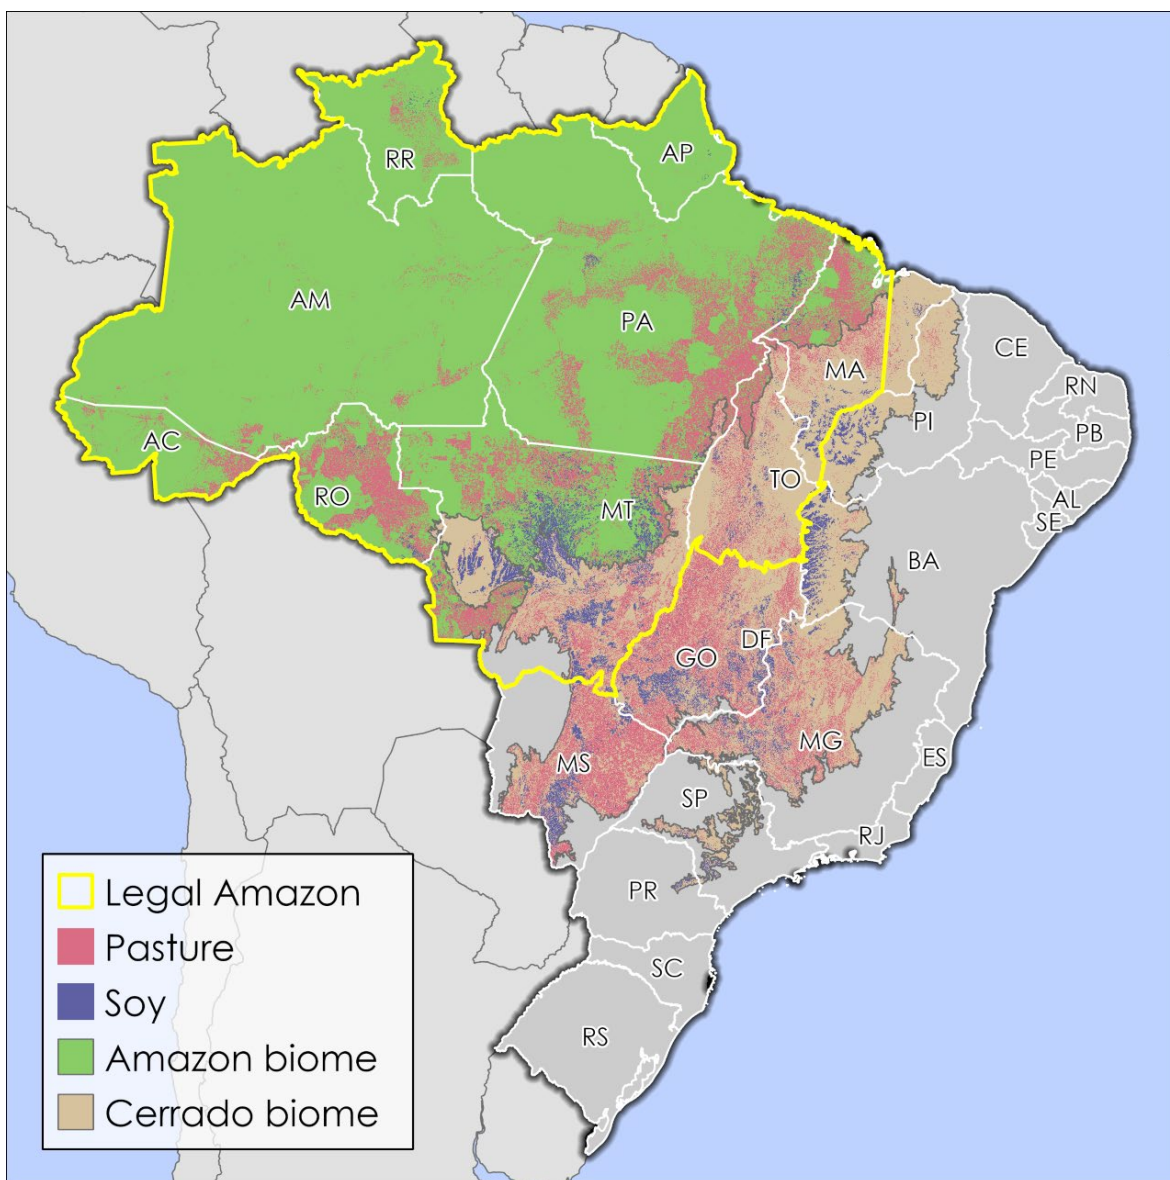 RR
AP
AM
PA
CE
MA
RN
PI
PB
AC
PE
TO
RO
MT
AL
SE
BA
DF
GO
MG
ES
MS
SP
RJ
PR
SC
RS
Legal Amazon
Pasture
Soy
Amazon biome
Cerrado biome